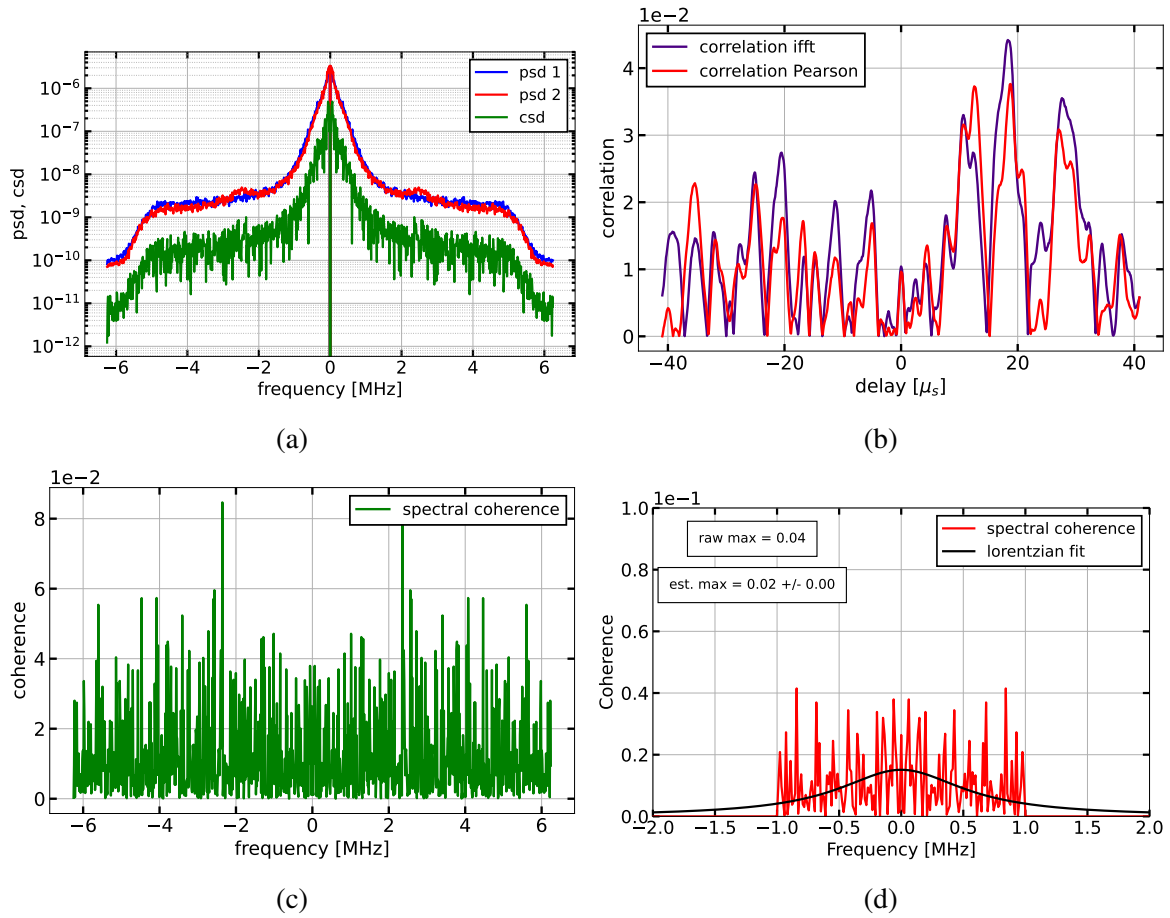 psd 1
psd 2
csd
10⁻⁶
10⁻⁷
10⁻⁸
10⁻⁹
10⁻¹⁰
10⁻¹¹
10⁻¹²
psd, csd
−6 −4 −2 0 2 4 6
frequency [MHz]
(a)
1e−2
correlation ifft
correlation Pearson
4
3
2
1
0
correlation
−40 −20 0 20 40
delay [μₛ]
(b)
1e−2
spectral coherence
8
6
4
2
0
coherence
−6 −4 −2 0 2 4 6
frequency [MHz]
(c)
1e−1
raw max = 0.04
est. max = 0.02 +/- 0.00
spectral coherence
lorentzian fit
1.0
0.8
0.6
0.4
0.2
0.0
Coherence
−2.0 −1.5 −1.0 −0.5 0.0 0.5 1.0 1.5 2.0
Frequency [MHz]
(d)